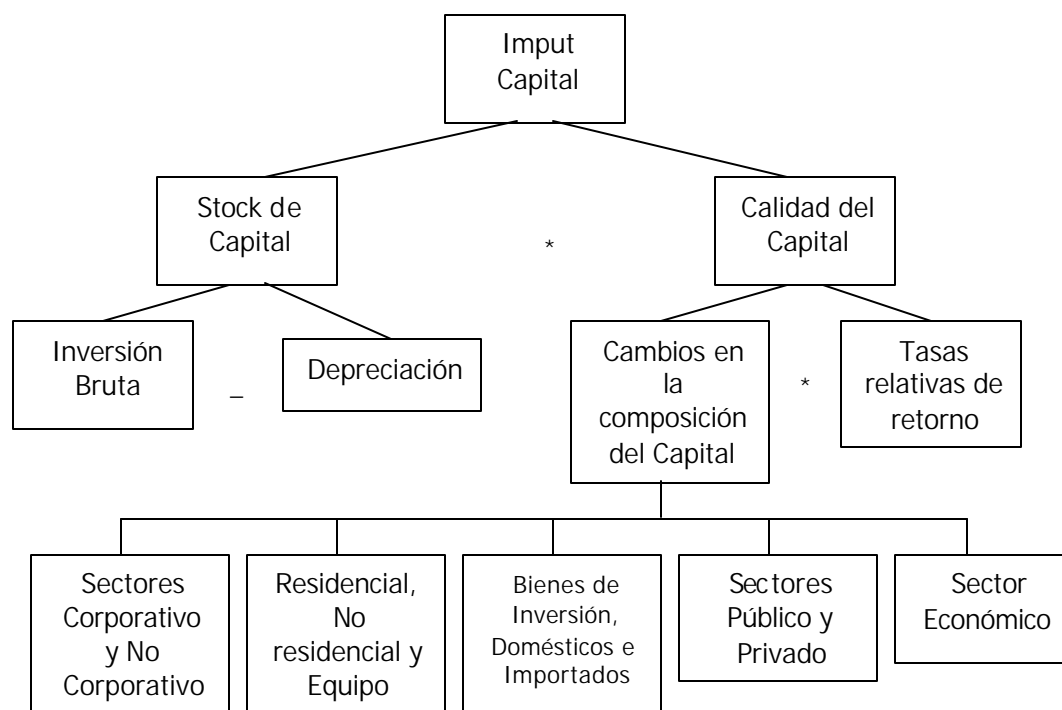 Imput
Capital
Stock de
Capital
*
Calidad del
Capital
Inversión
Bruta
_
Depreciación
Cambios en
la
composición
del Capital
*
Tasas
relativas de
retorno
Sectores
Corporativo
y No
Corporativo
Residencial,
No
residencial y
Equipo
Bienes de
Inversión,
Domésticos e
Importados
Sectores
Público y
Privado
Sector
Económico